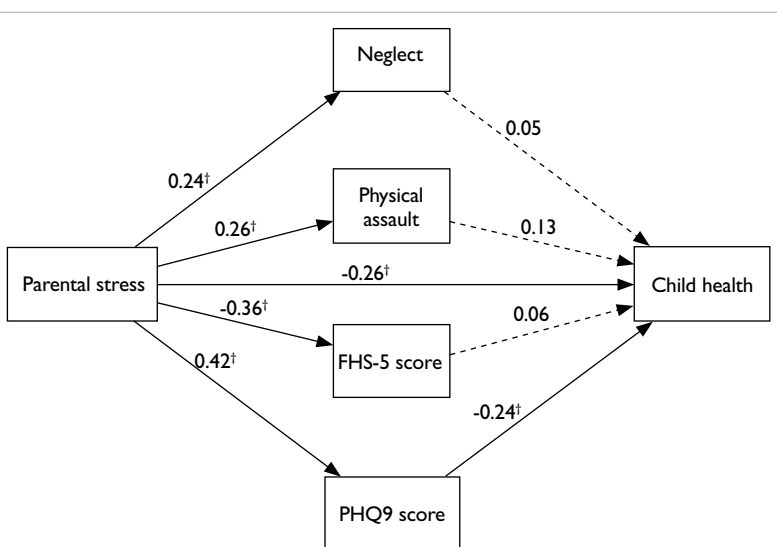 Neglect
0.05
0.24†
Physical
assault
0.26†
0.13
-0.26†
Parental stress
Child health
-0.36†
0.06
FHS-5 score
0.42†
-0.24†
PHQ9 score